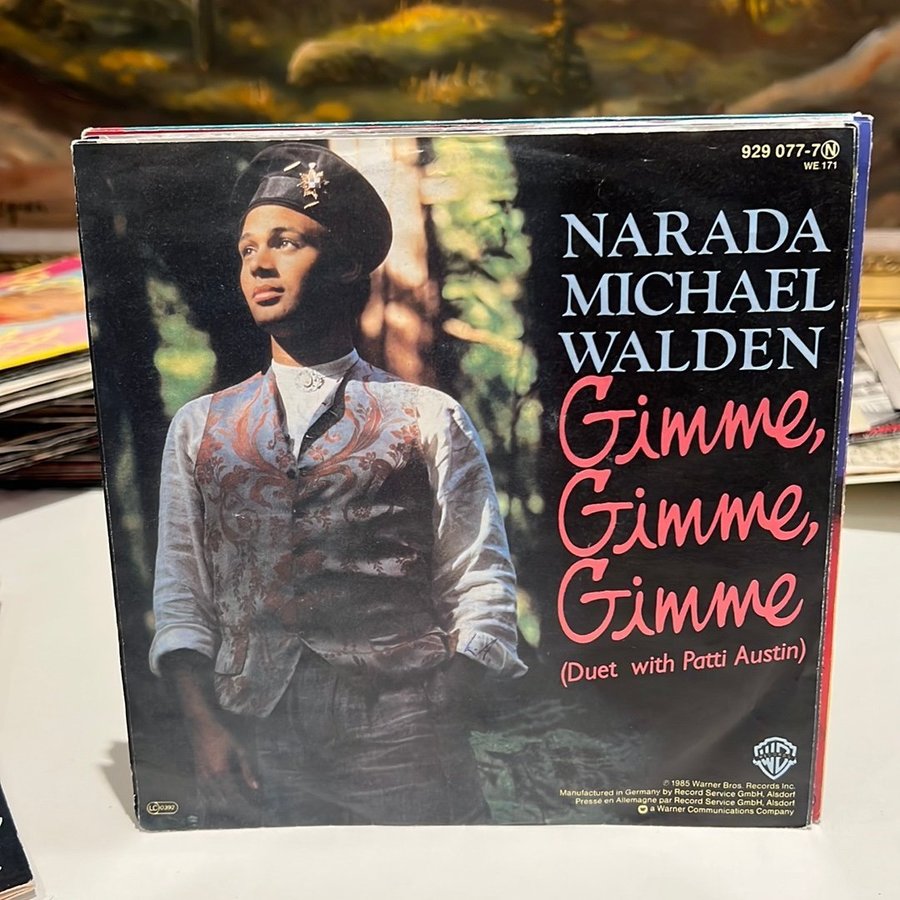 929 077-7 Ⓝ
WE 171
NARADA
MICHAEL
WALDEN
Gimme,
Gimme,
Gimme
(Duet with Patti Austin)
℗ 1985 Warner Bros. Records Inc.
Manufactured in Germany by Record Service GmbH, Alsdorf
Pressé en Allemagne par Record Service GmbH, Alsdorf
a Warner Communications Company
LC 0392